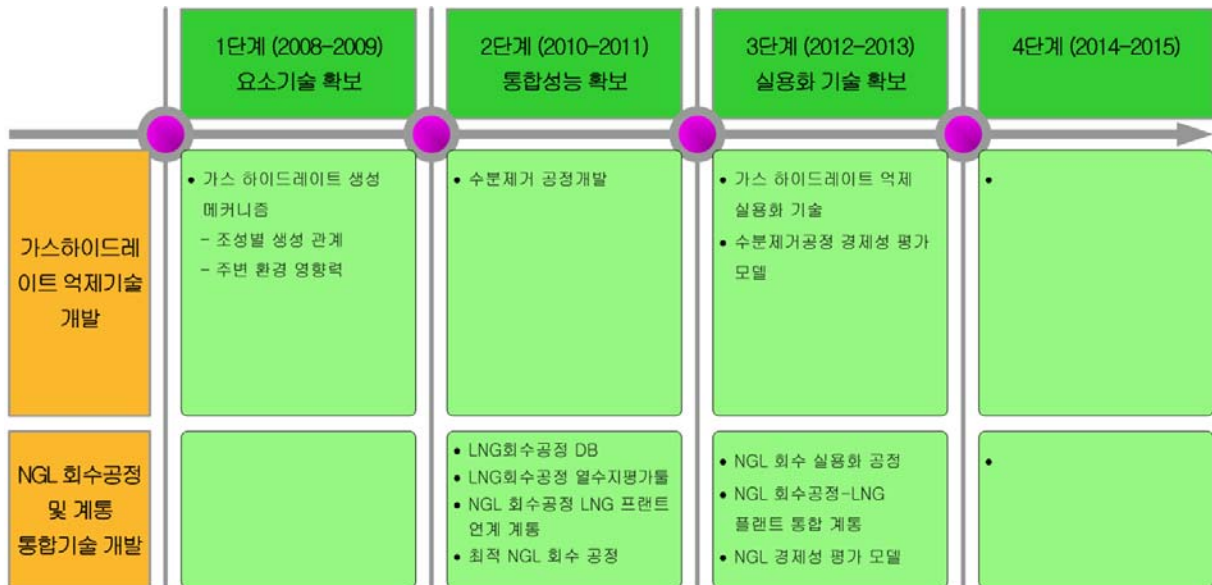 1단계 (2008-2009)
요소기술 확보
2단계 (2010-2011)
통합성능 확보
3단계 (2012-2013)
실용화 기술 확보
4단계 (2014-2015)
가스하이드레
이트 억제기술
개발
• 가스 하이드레이트 생성
메커니즘
- 조성별 생성 관계
- 주변 환경 영향력
• 수분제거 공정개발
• 가스 하이드레이트 억제
실용화 기술
• 수분제거공정 경제성 평가
모델
•
NGL 회수공정
및 계통
통합기술 개발
• LNG회수공정 DB
• LNG회수공정 열수지평가툴
• NGL 회수공정 LNG 프랜트
연계 계통
• 최적 NGL 회수 공정
• NGL 회수 실용화 공정
• NGL 회수공정-LNG
플랜트 통합 계통
• NGL 경제성 평가 모델
•